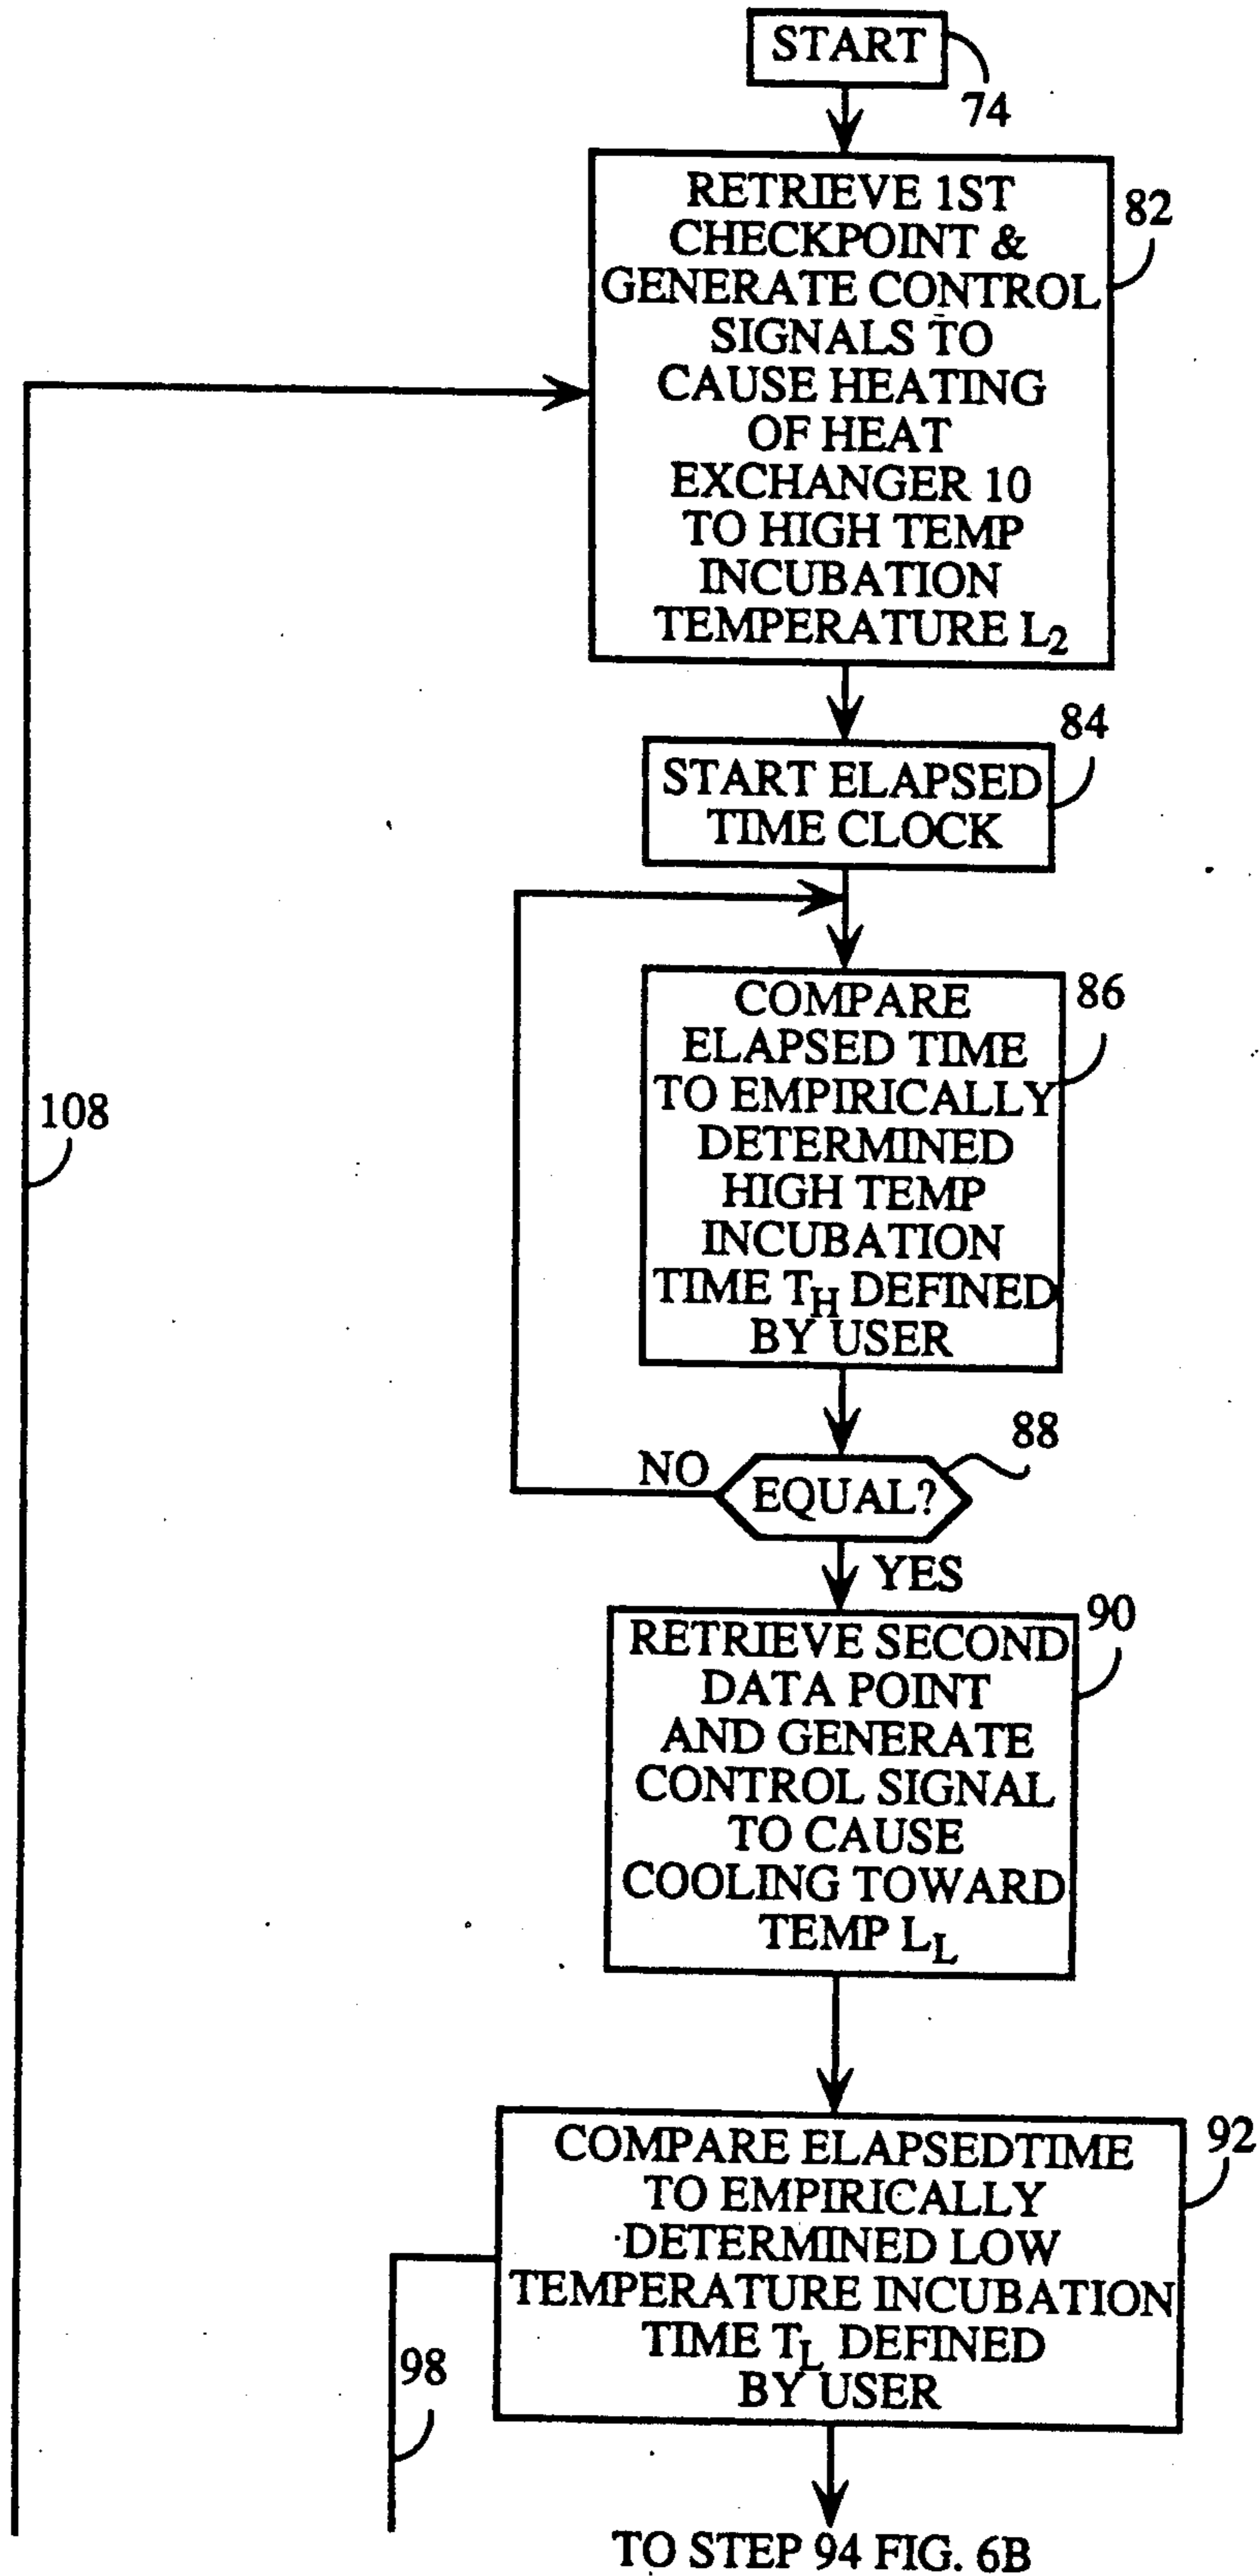 START
74
RETRIEVE 1ST
CHECKPOINT &
GENERATE CONTROL
SIGNALS TO
CAUSE HEATING
OF HEAT
EXCHANGER 10
TO HIGH TEMP
INCUBATION
TEMPERATURE L2
82
START ELAPSED
TIME CLOCK
84
COMPARE
ELAPSED TIME
TO EMPIRICALLY
DETERMINED
HIGH TEMP
INCUBATION
TIME TH DEFINED
BY USER
86
108
EQUAL?
88
NO
YES
RETRIEVE SECOND
DATA POINT
AND GENERATE
CONTROL SIGNAL
TO CAUSE
COOLING TOWARD
TEMP LL
90
COMPARE ELAPSEDTIME
TO EMPIRICALLY
DETERMINED LOW
TEMPERATURE INCUBATION
TIME TL DEFINED
BY USER
92
98
TO STEP 94 FIG. 6B